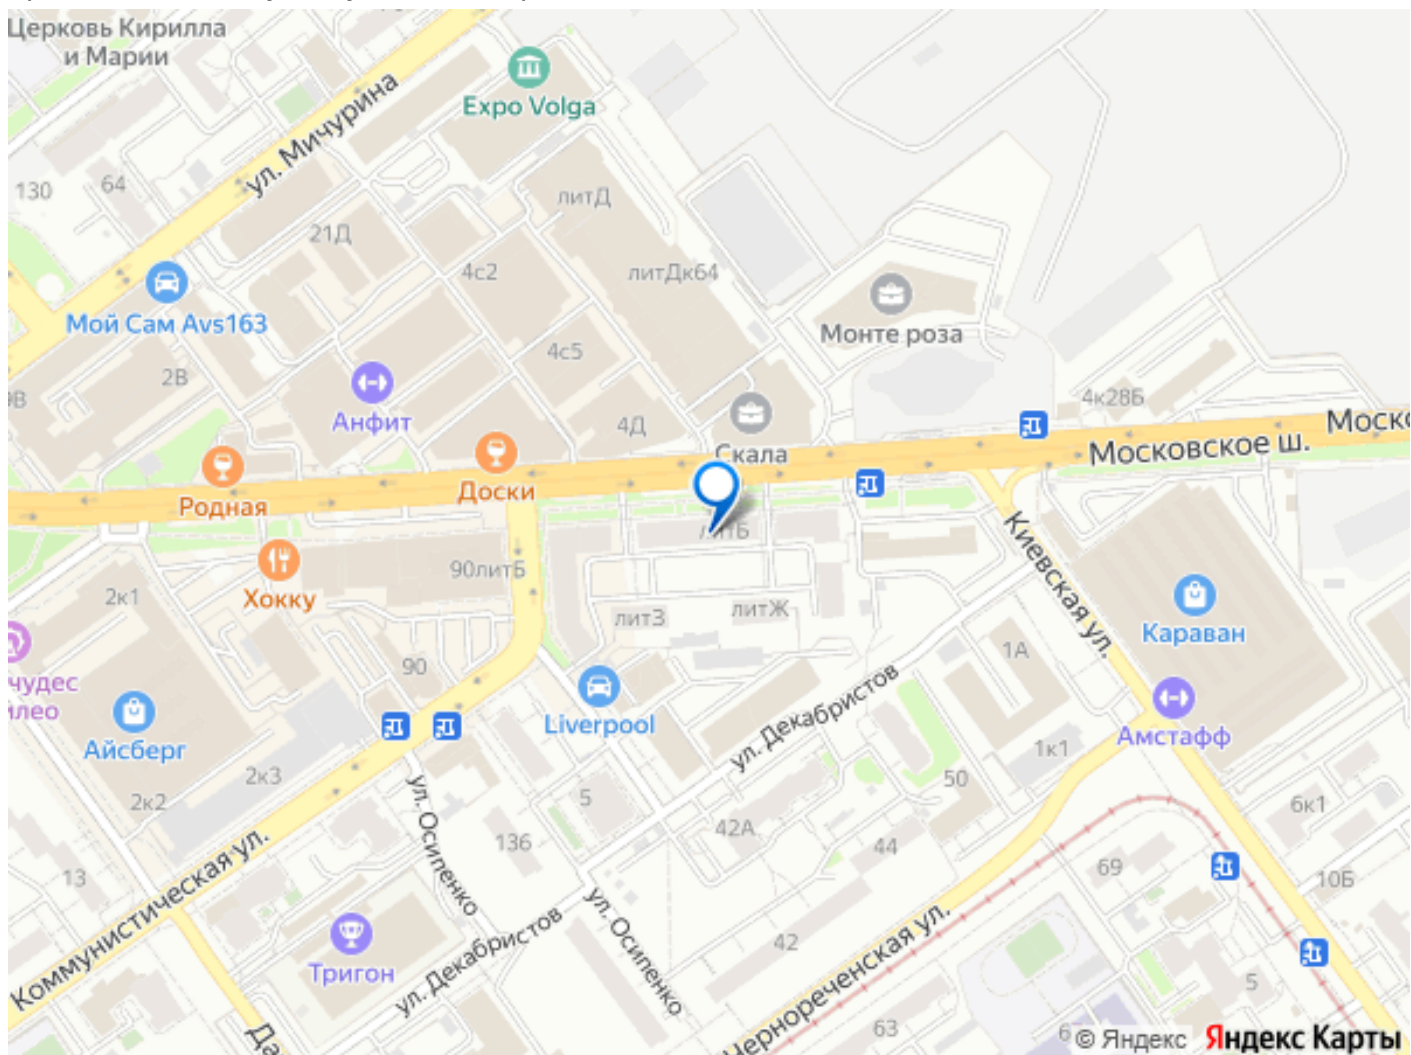 Церковь Кирилла
и Марии
ул. Мичурина
Expo Volga
130
64
литД
21Д
4с2
литДк64
Мой Сам Avs163
Монте роза
4с5
2В
Анфит
4Д
4к28Б
Скала
Московское ш.
Родная
Доски
литБ
Хокку
90литБ
2к1
литЗ
литЖ
Киевская ул.
Караван
1А
90
чудес
Айсберг
Liverpool
ул. Декабристов
Амстафф
1к1
2к3
2к2
5
50
6к1
ул. Осипенко
136
42А
44
69
10Б
13
Коммунистическая ул.
Тригон
ул. Декабристов
ул. Осипенко
42
Чернореченская ул.
5
63
6
© Яндекс Яндекс Карты